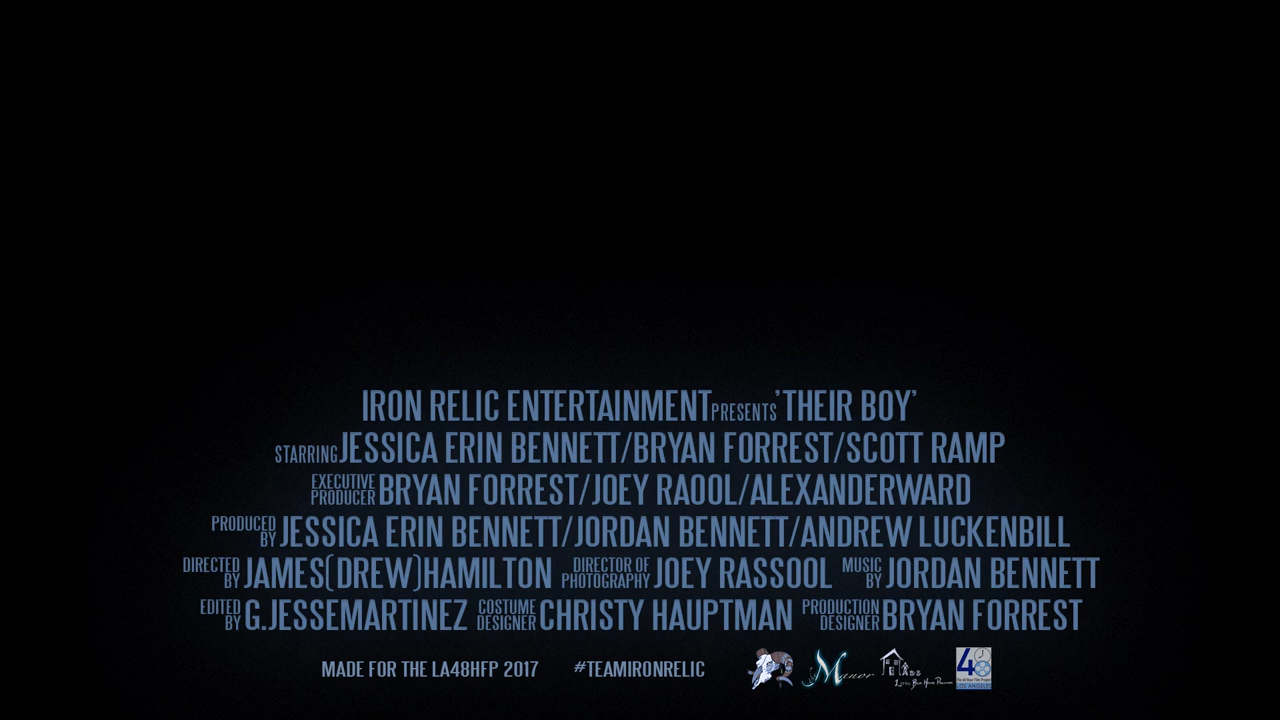 IRON RELIC ENTERTAINMENT PRESENTS 'THEIR BOY'
STARRING JESSICA ERIN BENNETT/BRYAN FORREST/SCOTT RAMP
EXECUTIVE PRODUCER BRYAN FORREST/JOEY RAOOL/ALEXANDERWARD
PRODUCED BY JESSICA ERIN BENNETT/JORDAN BENNETT/ANDREW LUCKENBILL
DIRECTED BY JAMES(DREW)HAMILTON DIRECTOR OF PHOTOGRAPHY JOEY RASSOOL MUSIC BY JORDAN BENNETT
EDITED BY G.JESSEMARTINEZ COSTUME DESIGNER CHRISTY HAUPTMAN PRODUCTION DESIGNER BRYAN FORREST
MADE FOR THE LA48HFP 2017 #TEAMIRONRELIC Manor 48
LOS ANGELES